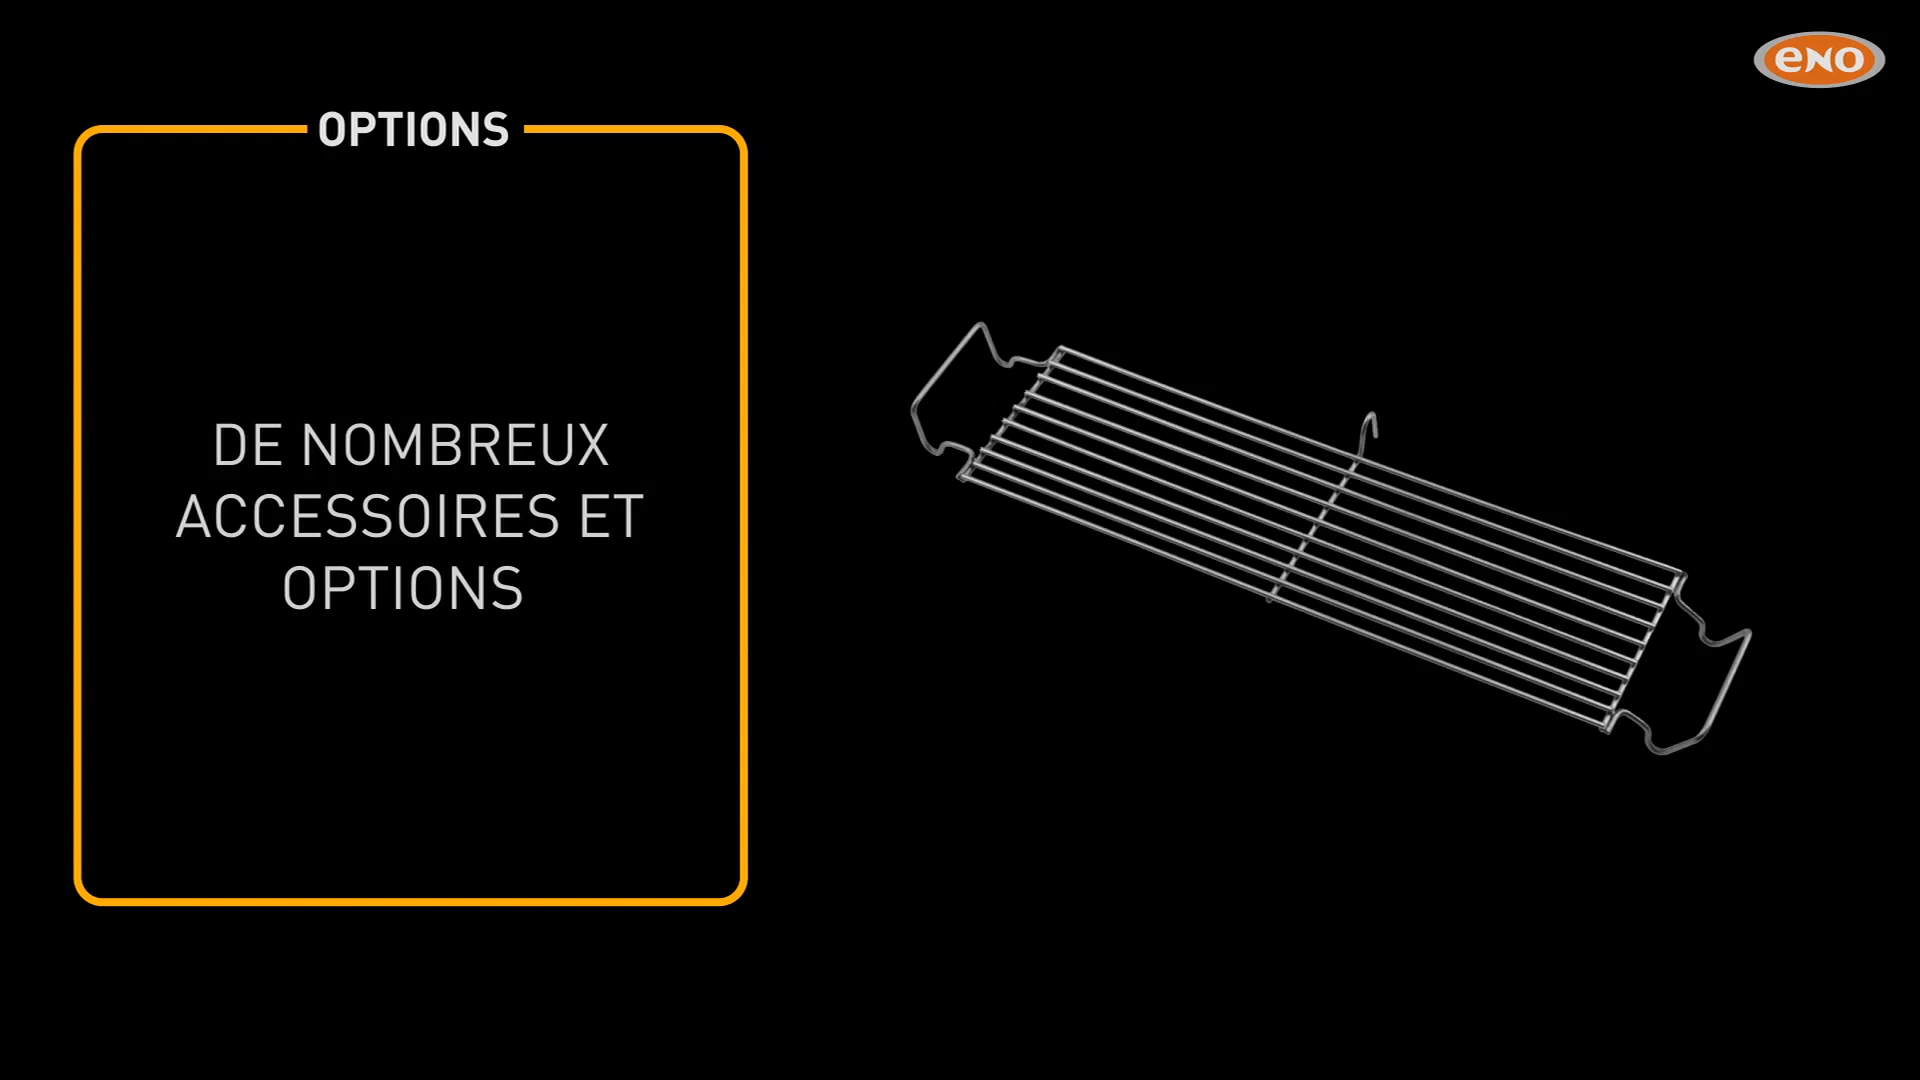 eNO
OPTIONS
DE NOMBREUX
ACCESSOIRES ET
OPTIONS